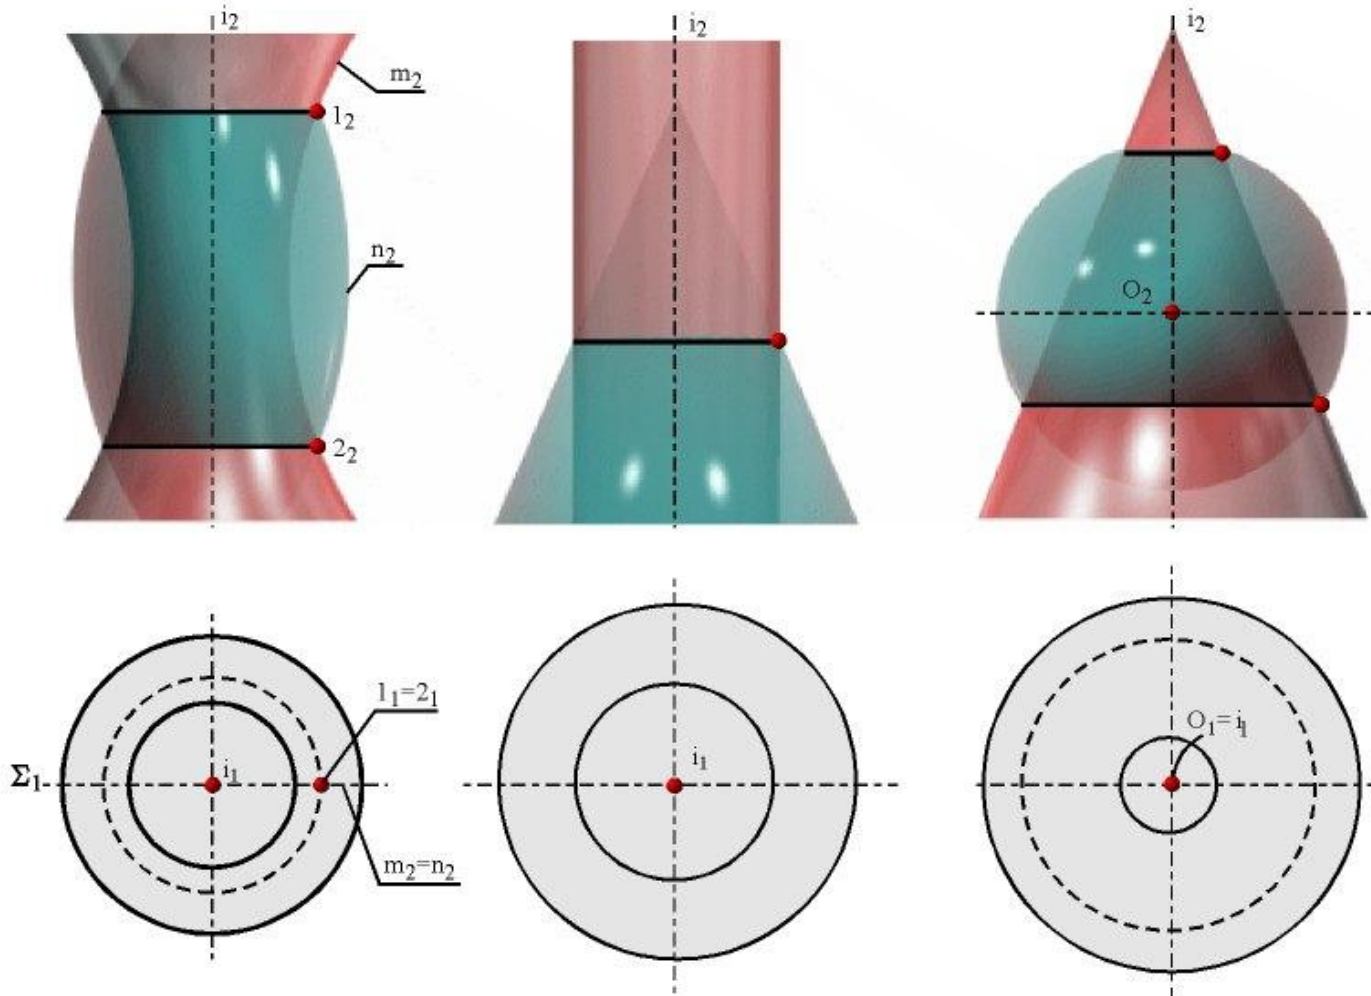 i₂
m₂
1₂
n₂
2₂
i₂
i₂
O₂
1₁=2₁
Σ₁
i₁
m₂=n₂
i₁
O₁=i₁